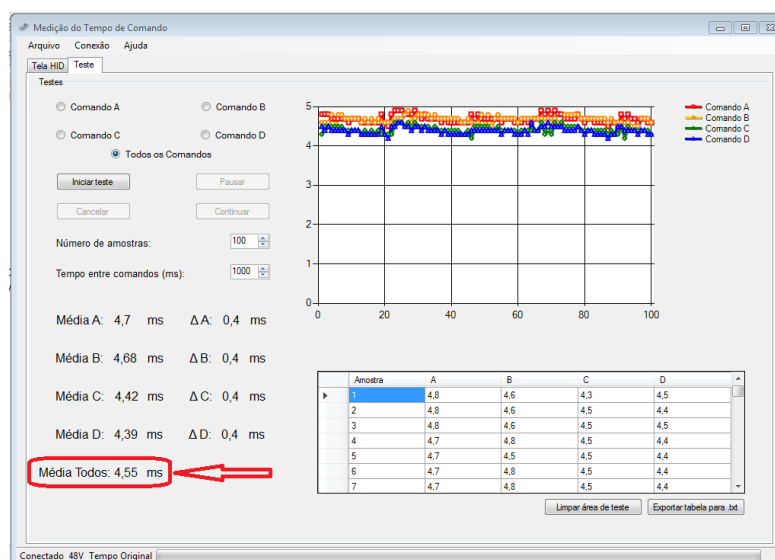 Medição do Tempo de Comando
Arquivo Conexão Ajuda
Tela HID Teste
Testes
Comando A Comando B
Comando C Comando D
Todos os Comandos
Iniciar teste Pausar
Cancelar Continuar
Número de amostras: 100
Tempo entre comandos (ms): 1000
Média A: 4,7 ms Δ A: 0,4 ms
Média B: 4,68 ms Δ B: 0,4 ms
Média C: 4,42 ms Δ C: 0,4 ms
Média D: 4,39 ms Δ D: 0,4 ms
Média Todos: 4,55 ms
5
4
3
2
1
0
0 20 40 60 80 100
Comando A
Comando B
Comando C
Comando D
Amostra A B C D
1 4,8 4,6 4,3 4,5
2 4,8 4,6 4,5 4,4
3 4,8 4,6 4,5 4,4
4 4,7 4,8 4,5 4,4
5 4,7 4,5 4,5 4,4
6 4,7 4,8 4,5 4,4
7 4,7 4,8 4,5 4,4
Limpar área de teste Exportar tabela para .txt
Conectado 48V Tempo Original